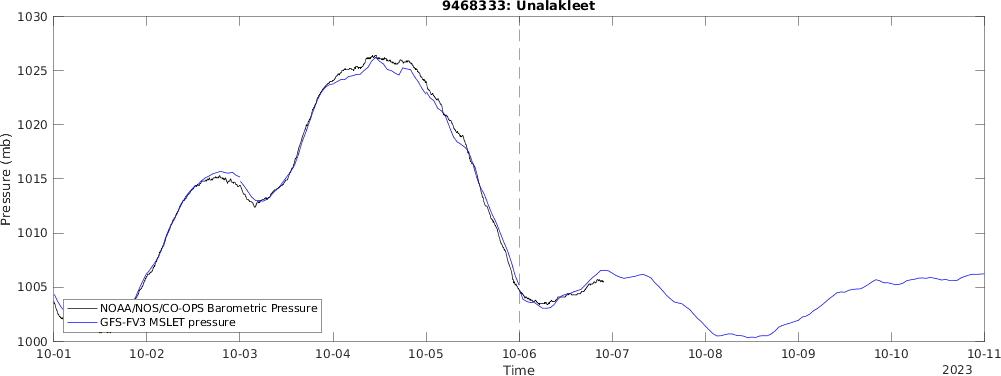 9468333: Unalakleet
1030
1025
1020
1015
1010
1005
1000
Pressure (mb)
NOAA/NOS/CO-OPS Barometric Pressure
GFS-FV3 MSLET pressure
10-01 10-02 10-03 10-04 10-05 10-06 10-07 10-08 10-09 10-10 10-11
Time
2023